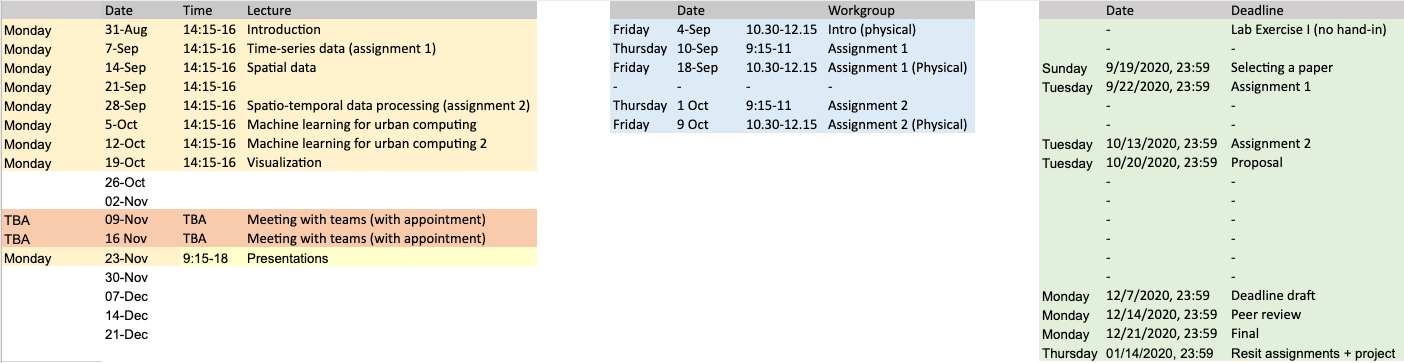 Date Time Lecture Date Workgroup Date Deadline
Monday 31-Aug 14:15-16 Introduction Friday 4-Sep 10.30-12.15 Intro (physical) - Lab Exercise I (no hand-in)
Monday 7-Sep 14:15-16 Time-series data (assignment 1) Thursday 10-Sep 9:15-11 Assignment 1 - -
Monday 14-Sep 14:15-16 Spatial data Friday 18-Sep 10.30-12.15 Assignment 1 (Physical) Sunday 9/19/2020, 23:59 Selecting a paper
Monday 21-Sep 14:15-16 - - - - Tuesday 9/22/2020, 23:59 Assignment 1
Monday 28-Sep 14:15-16 Spatio-temporal data processing (assignment 2) Thursday 1 Oct 9:15-11 Assignment 2 - -
Monday 5-Oct 14:15-16 Machine learning for urban computing Friday 9 Oct 10.30-12.15 Assignment 2 (Physical) - -
Monday 12-Oct 14:15-16 Machine learning for urban computing 2 Tuesday 10/13/2020, 23:59 Assignment 2
Monday 19-Oct 14:15-16 Visualization Tuesday 10/20/2020, 23:59 Proposal
26-Oct - -
02-Nov - -
TBA 09-Nov TBA Meeting with teams (with appointment) - -
TBA 16 Nov TBA Meeting with teams (with appointment) - -
Monday 23-Nov 9:15-18 Presentations - -
30-Nov - -
07-Dec Monday 12/7/2020, 23:59 Deadline draft
14-Dec Monday 12/14/2020, 23:59 Peer review
21-Dec Monday 12/21/2020, 23:59 Final
Thursday 01/14/2020, 23:59 Resit assignments + project